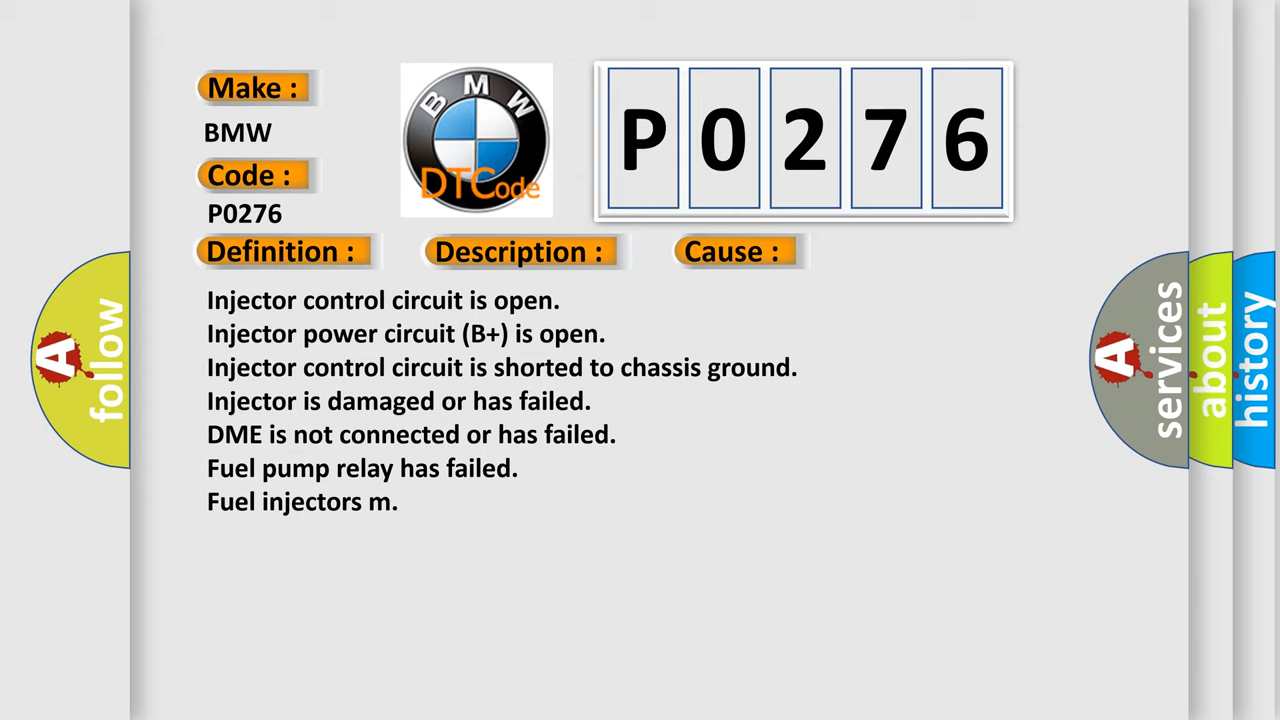 Make :
BMW
Code :
P0276
BMW
DTCode
P0276
Definition :
Description :
Cause :
Injector control circuit is open.
Injector power circuit (B+) is open.
Injector control circuit is shorted to chassis ground.
Injector is damaged or has failed.
DME is not connected or has failed.
Fuel pump relay has failed.
Fuel injectors m.
A follow
A services
about
history